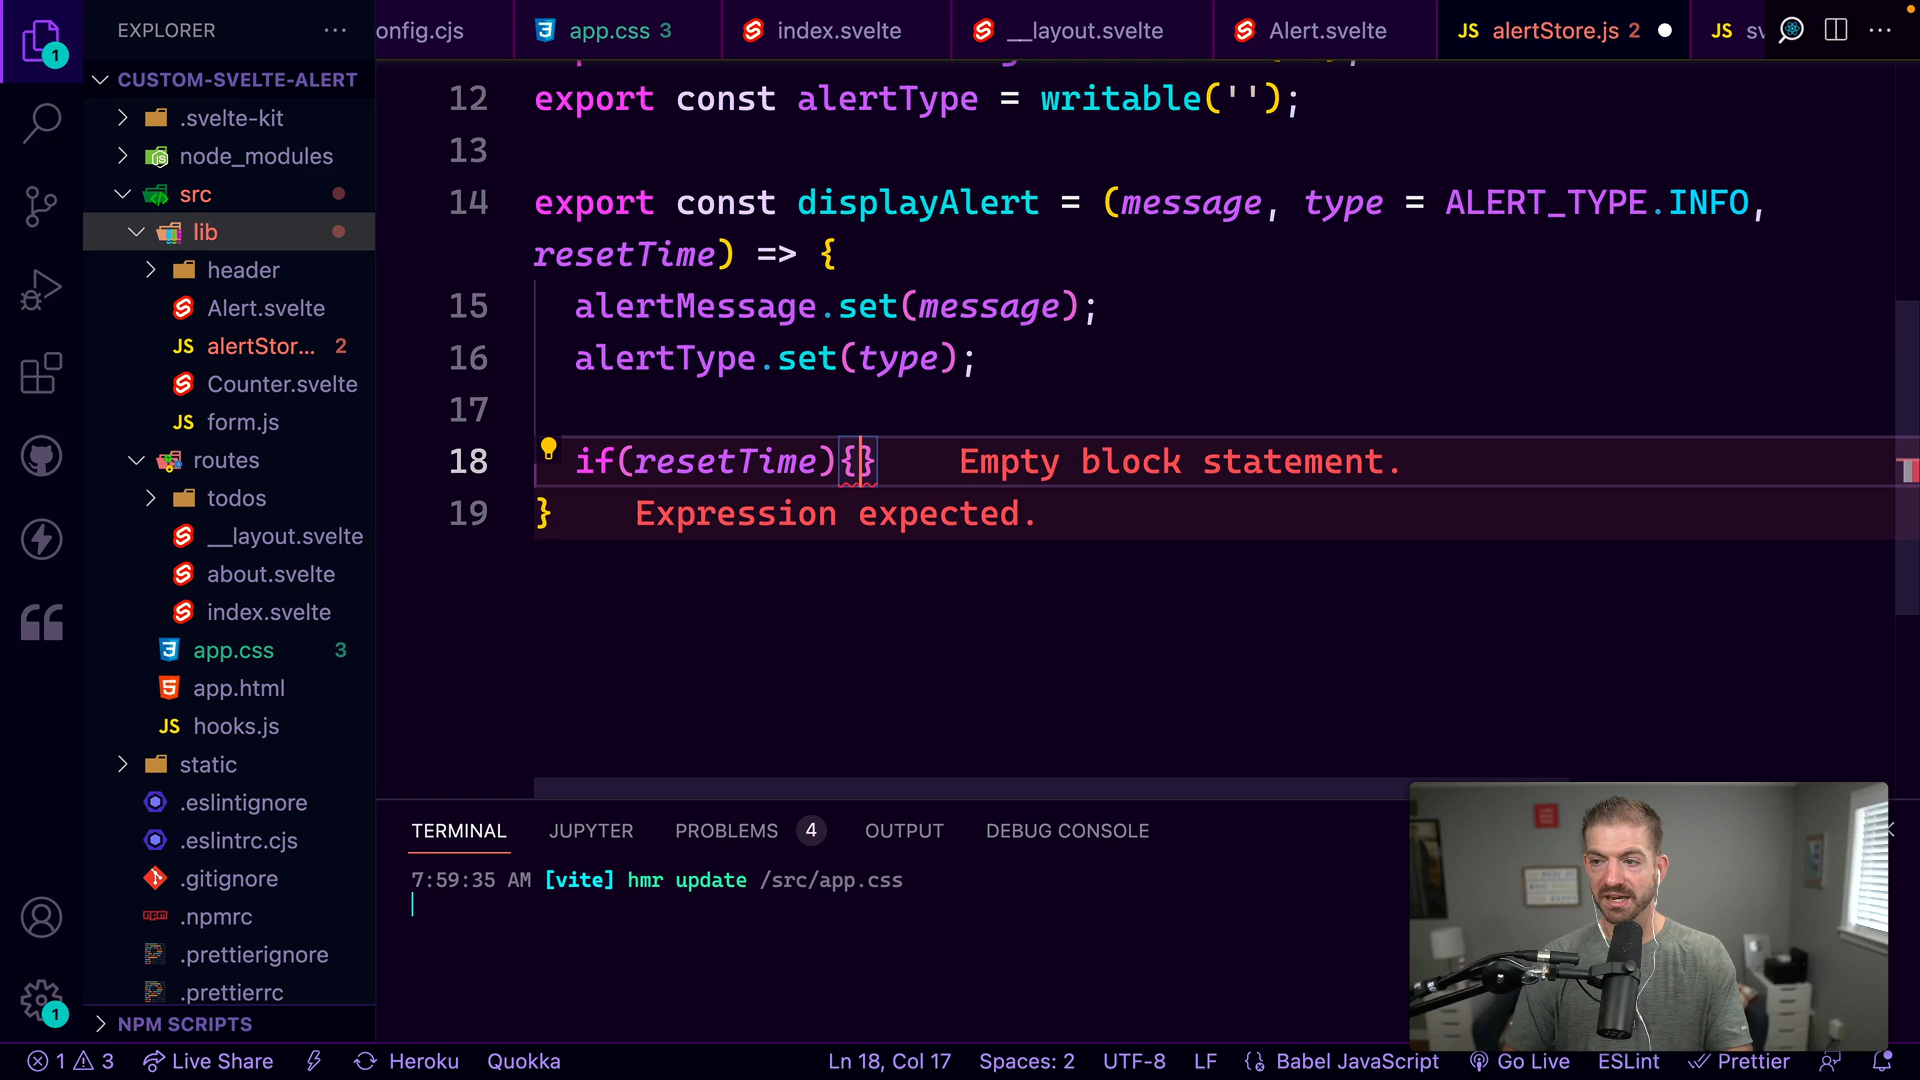 EXPLORER
onfig.cjs
app.css 3
index.svelte
__layout.svelte
Alert.svelte
JS alertStore.js 2
JS sv
1
CUSTOM-SVELTE-ALERT
.svelte-kit
node_modules
src
lib
header
Alert.svelte
JS alertStor... 2
Counter.svelte
JS form.js
routes
todos
__layout.svelte
about.svelte
index.svelte
app.css 3
app.html
JS hooks.js
static
.eslintignore
.eslintrc.cjs
.gitignore
.npmrc
.prettierignore
.prettierrc
NPM SCRIPTS
1
12 export const alertType = writable('');
13
14 export const displayAlert = (message, type = ALERT_TYPE.INFO,
resetTime) => {
15 alertMessage.set(message);
16 alertType.set(type);
17
18 if(resetTime){} Empty block statement.
19 } Expression expected.
TERMINAL JUPYTER PROBLEMS 4 OUTPUT DEBUG CONSOLE
7:59:35 AM [vite] hmr update /src/app.css
1 3 Live Share Heroku Quokka Ln 18, Col 17 Spaces: 2 UTF-8 LF Babel JavaScript Go Live ESLint Prettier